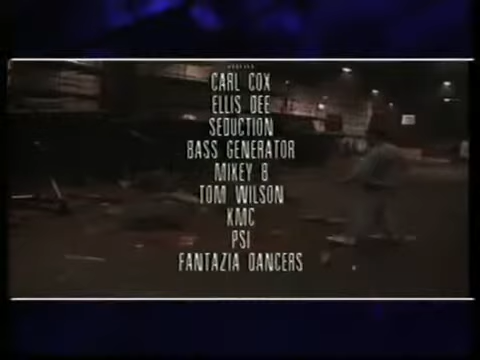 CARL COX
ELLIS DEE
SEDUCTION
BASS GENERATOR
MIKEY B
TOM WILSON
KMC
PSI
FANTAZIA DANCERS